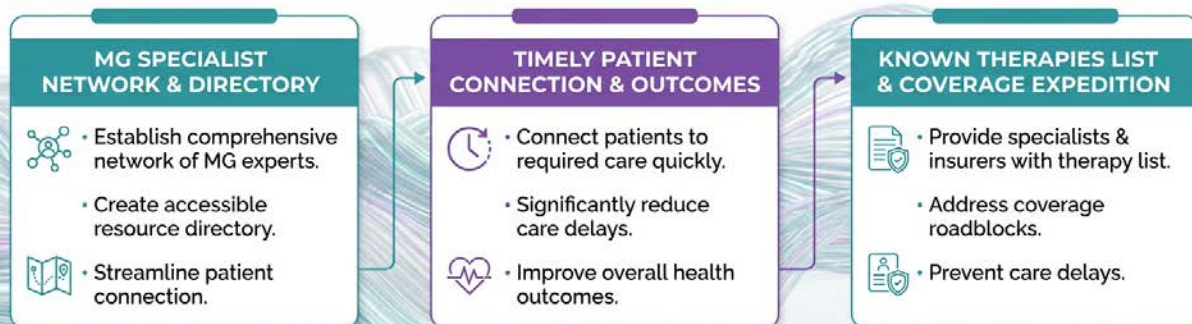 MG SPECIALIST
NETWORK & DIRECTORY
• Establish comprehensive
network of MG experts.
• Create accessible
resource directory.
• Streamline patient
connection.
TIMELY PATIENT
CONNECTION & OUTCOMES
• Connect patients to
required care quickly.
• Significantly reduce
care delays.
• Improve overall health
outcomes.
KNOWN THERAPIES LIST
& COVERAGE EXPEDITION
• Provide specialists &
insurers with therapy list.
• Address coverage
roadblocks.
• Prevent care delays.